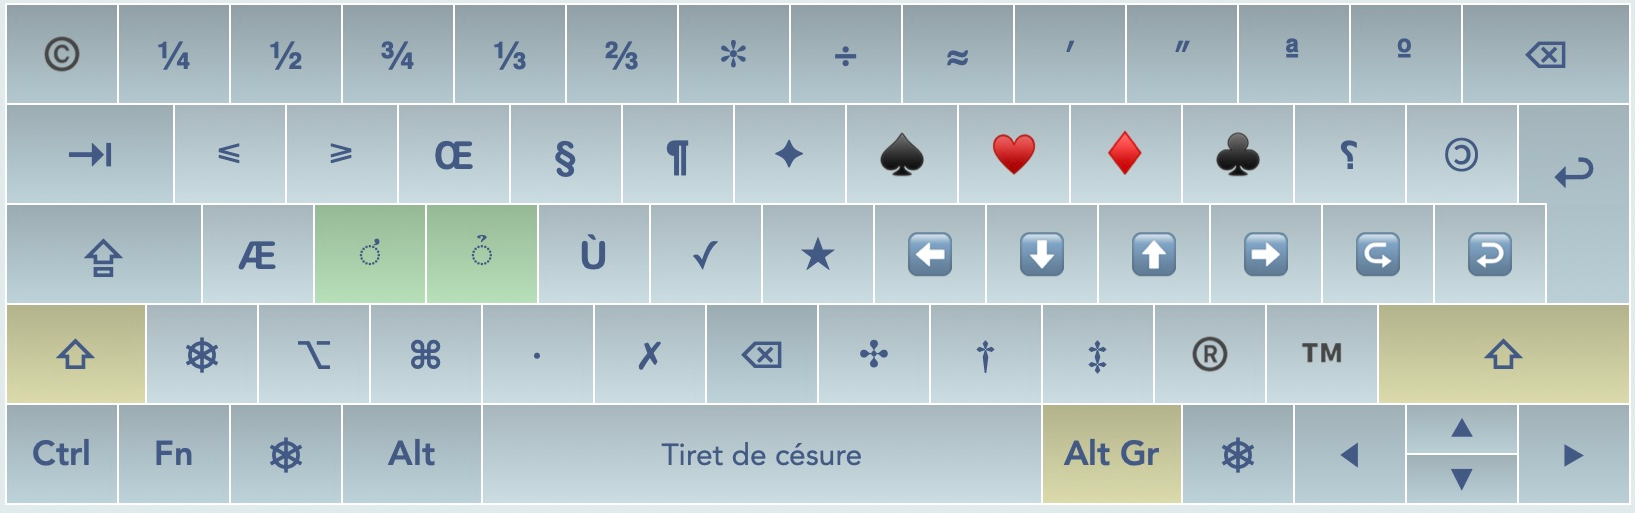 © ¼ ½ ¾ ⅓ ⅔ ✻ ÷ ≈ ′ ″ ª º ⌫
⇥ ⩽ ⩾ Œ § ¶ ✦ ♠ ♥ ♦ ♣ ⸮ 🄯 ↩
⇪ Æ ◌̛ ◌̉ Ù ✓ ★ ⬅ ⬇ ⬆ ➡ ↪ ↩
⇧ ⎈ ⌥ ⌘ · ✗ ⌫ ✣ † ‡ ® ™ ⇧
Ctrl Fn ⎈ Alt Tiret de césure Alt Gr ⎈ ◀ ▲ ▼ ▶